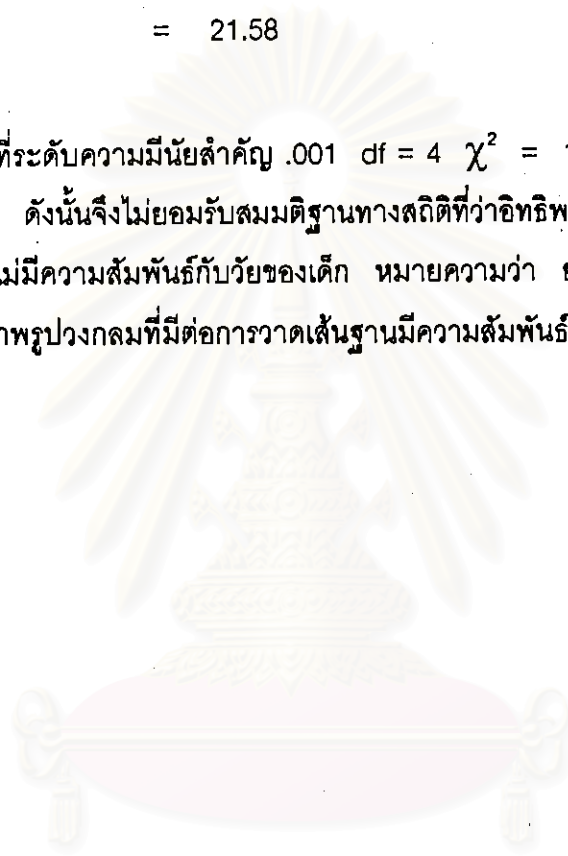 = 21.58
ที่ระดับความมีนัยสำคัญ .001 df = 4 χ² =
ดังนั้นจึงไม่ยอมรับสมมติฐานทางสถิติที่ว่าอิทธิพ
ไม่มีความสัมพันธ์กับวัยของเด็ก หมายความว่า
าพรูปวงกลมที่มีต่อการวาดเส้นฐานมีความสัมพันธ์